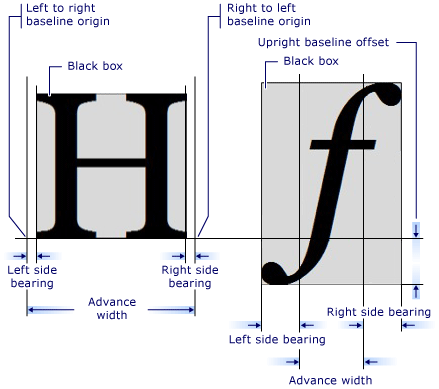 Left to right
baseline origin
Right to left
baseline origin
Black box
H
Left side
bearing
Right side
bearing
Advance
width
Upright baseline offset
Black box
f
Left side bearing
Right side bearing
Advance width